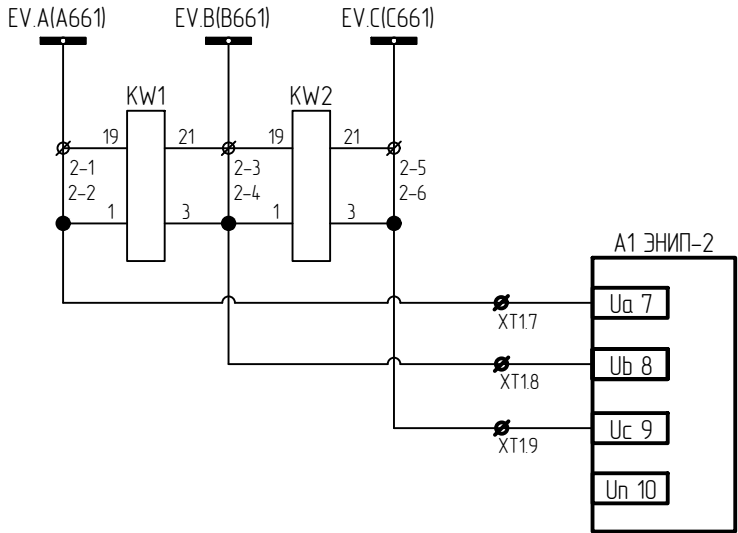 EV.A(A661) EV.B(B661) EV.C(C661)
KW1 KW2
19 21 19 21
2-1 2-3 2-5
2-2 2-4 2-6
1 3 1 3
А1 ЭНИП-2
Ua 7
XT1.7
Ub 8
XT1.8
Uc 9
XT1.9
Un 10